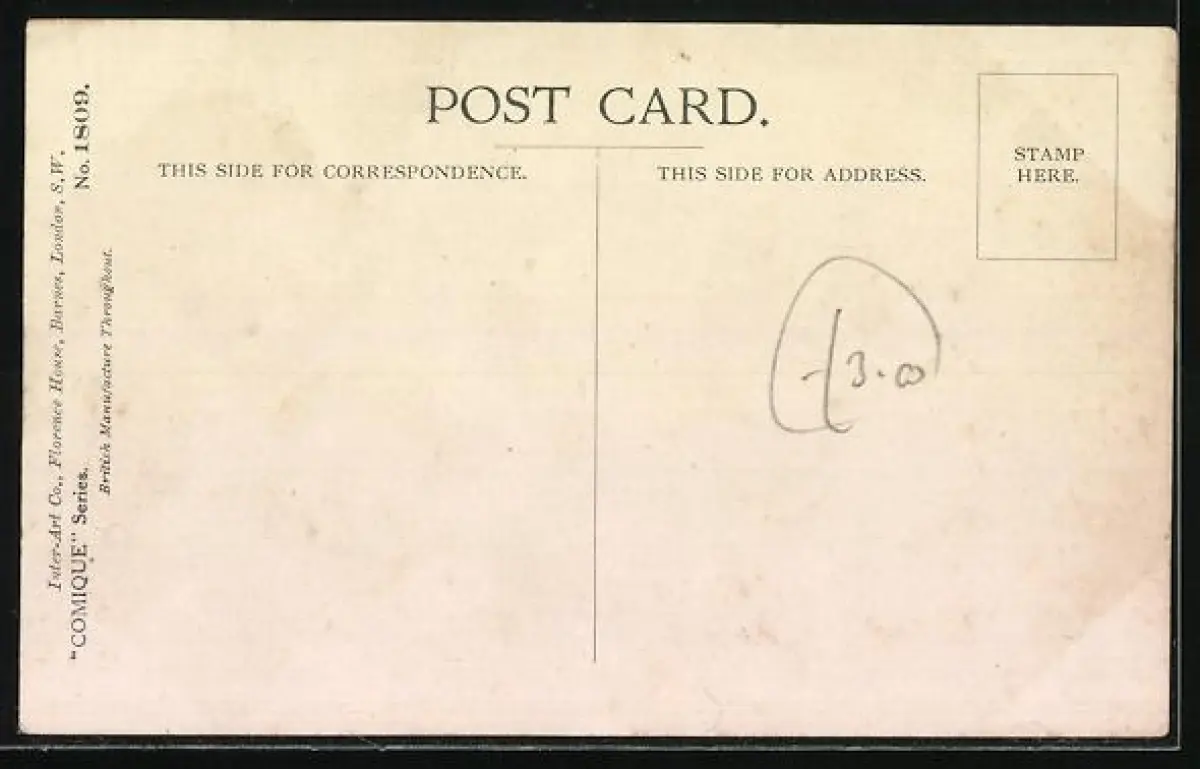 POST CARD.
THIS SIDE FOR CORRESPONDENCE.
THIS SIDE FOR ADDRESS.
STAMP
HERE.
Inter-Art Co., Florence House, Barnes, London, S.W.
"COMIQUE" Series.
No. 1809.
British Manufacture Throughout.
£3.00